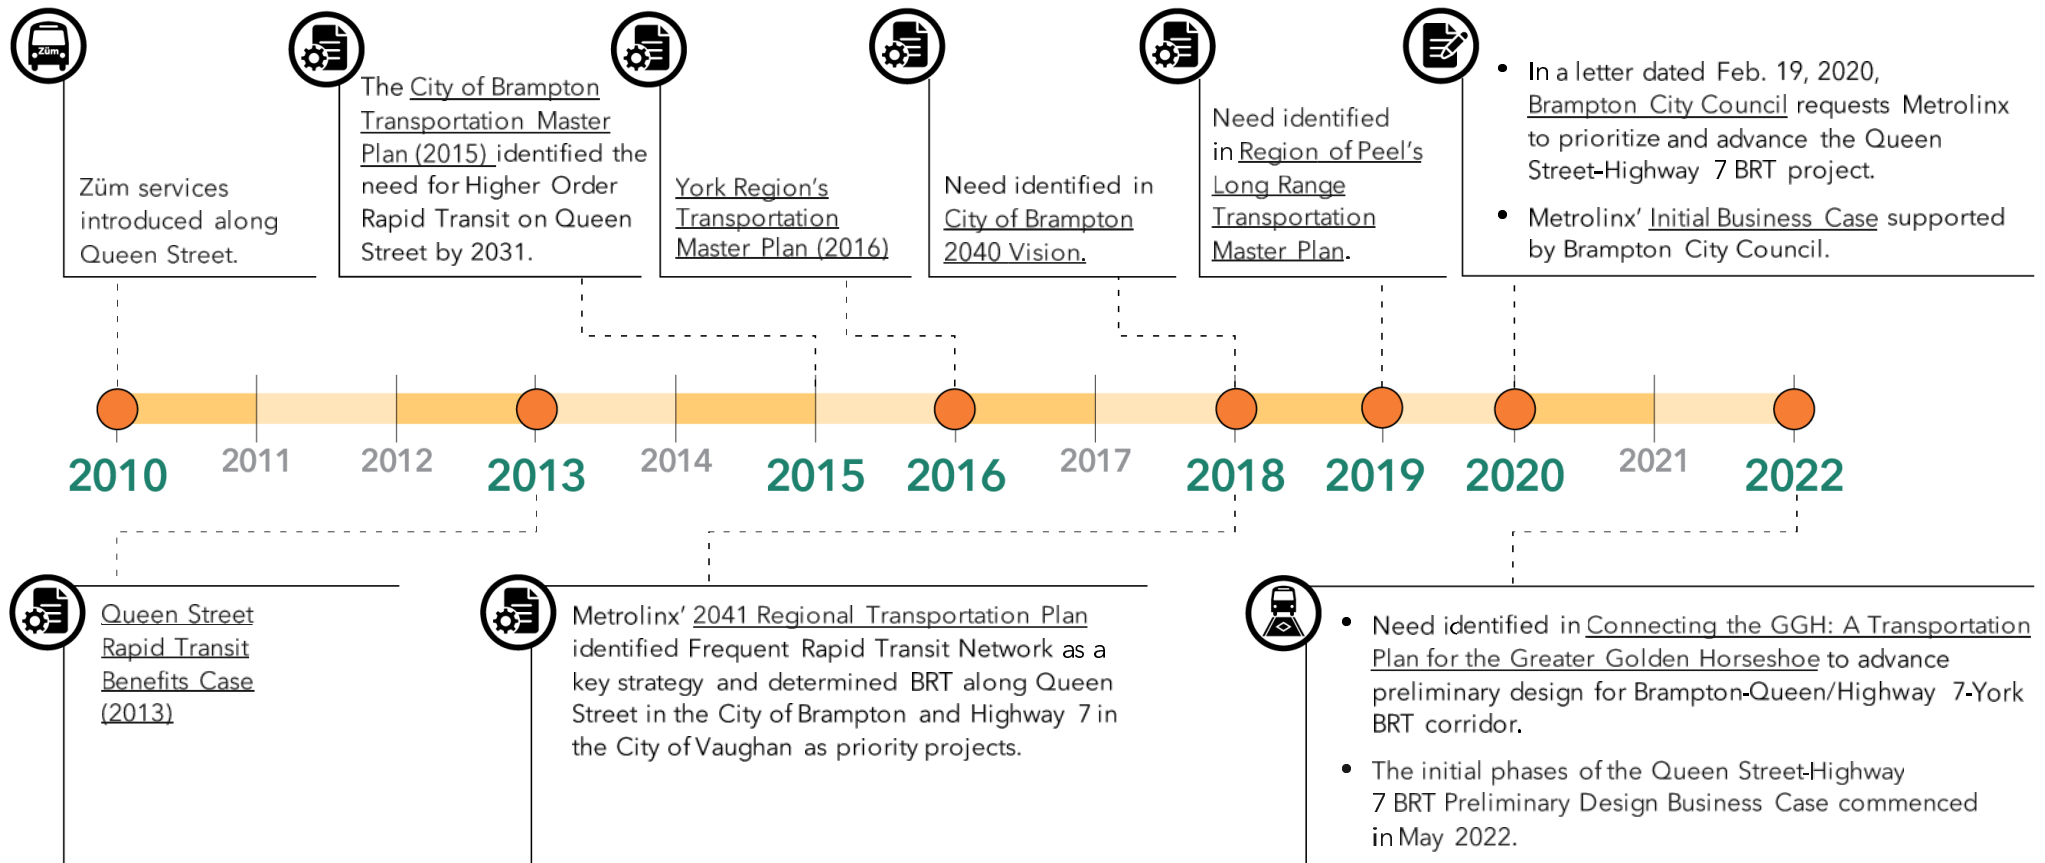 Züm
Züm services
introduced along
Queen Street.
The City of Brampton
Transportation Master
Plan (2015) identified the
need for Higher Order
Rapid Transit on Queen
Street by 2031.
York Region's
Transportation
Master Plan (2016)
Need identified in
City of Brampton
2040 Vision.
Need identified
in Region of Peel's
Long Range
Transportation
Master Plan.
• In a letter dated Feb. 19, 2020,
Brampton City Council requests Metrolinx
to prioritize and advance the Queen
Street-Highway 7 BRT project.
• Metrolinx' Initial Business Case supported
by Brampton City Council.
2010 2011 2012 2013 2014 2015 2016 2017 2018 2019 2020 2021 2022
Queen Street
Rapid Transit
Benefits Case
(2013)
Metrolinx' 2041 Regional Transportation Plan
identified Frequent Rapid Transit Network as a
key strategy and determined BRT along Queen
Street in the City of Brampton and Highway 7 in
the City of Vaughan as priority projects.
• Need identified in Connecting the GGH: A Transportation
Plan for the Greater Golden Horseshoe to advance
preliminary design for Brampton-Queen/Highway 7-York
BRT corridor.
• The initial phases of the Queen Street-Highway
7 BRT Preliminary Design Business Case commenced
in May 2022.